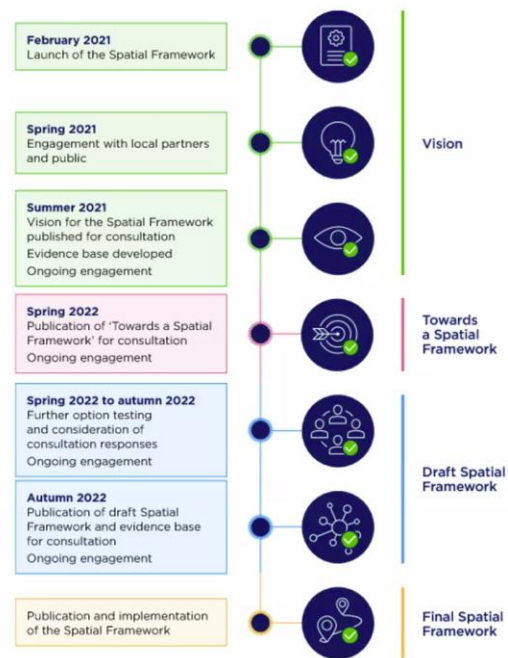 February 2021
Launch of the Spatial Framework
Spring 2021
Engagement with local partners
and public
Vision
Summer 2021
Vision for the Spatial Framework
published for consultation
Evidence base developed
Ongoing engagement
Spring 2022
Publication of ‘Towards a Spatial
Framework’ for consultation
Ongoing engagement
Towards
a Spatial
Framework
Spring 2022 to autumn 2022
Further option testing
and consideration of
consultation responses
Ongoing engagement
Autumn 2022
Publication of draft Spatial
Framework and evidence base
for consultation
Ongoing engagement
Draft Spatial
Framework
Publication and implementation
of the Spatial Framework
Final Spatial
Framework